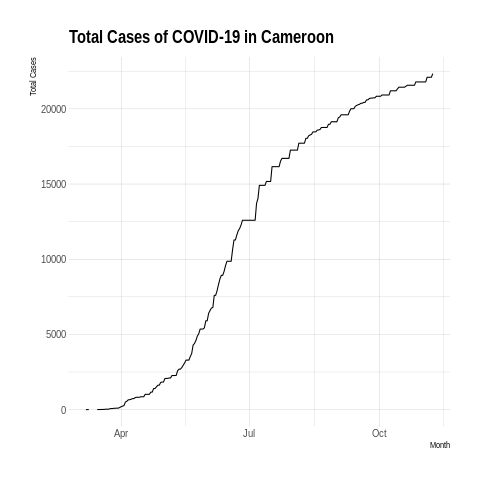 Total Cases of COVID-19 in Cameroon
Total Cases
20000
15000
10000
5000
0
Apr
Jul
Oct
Month